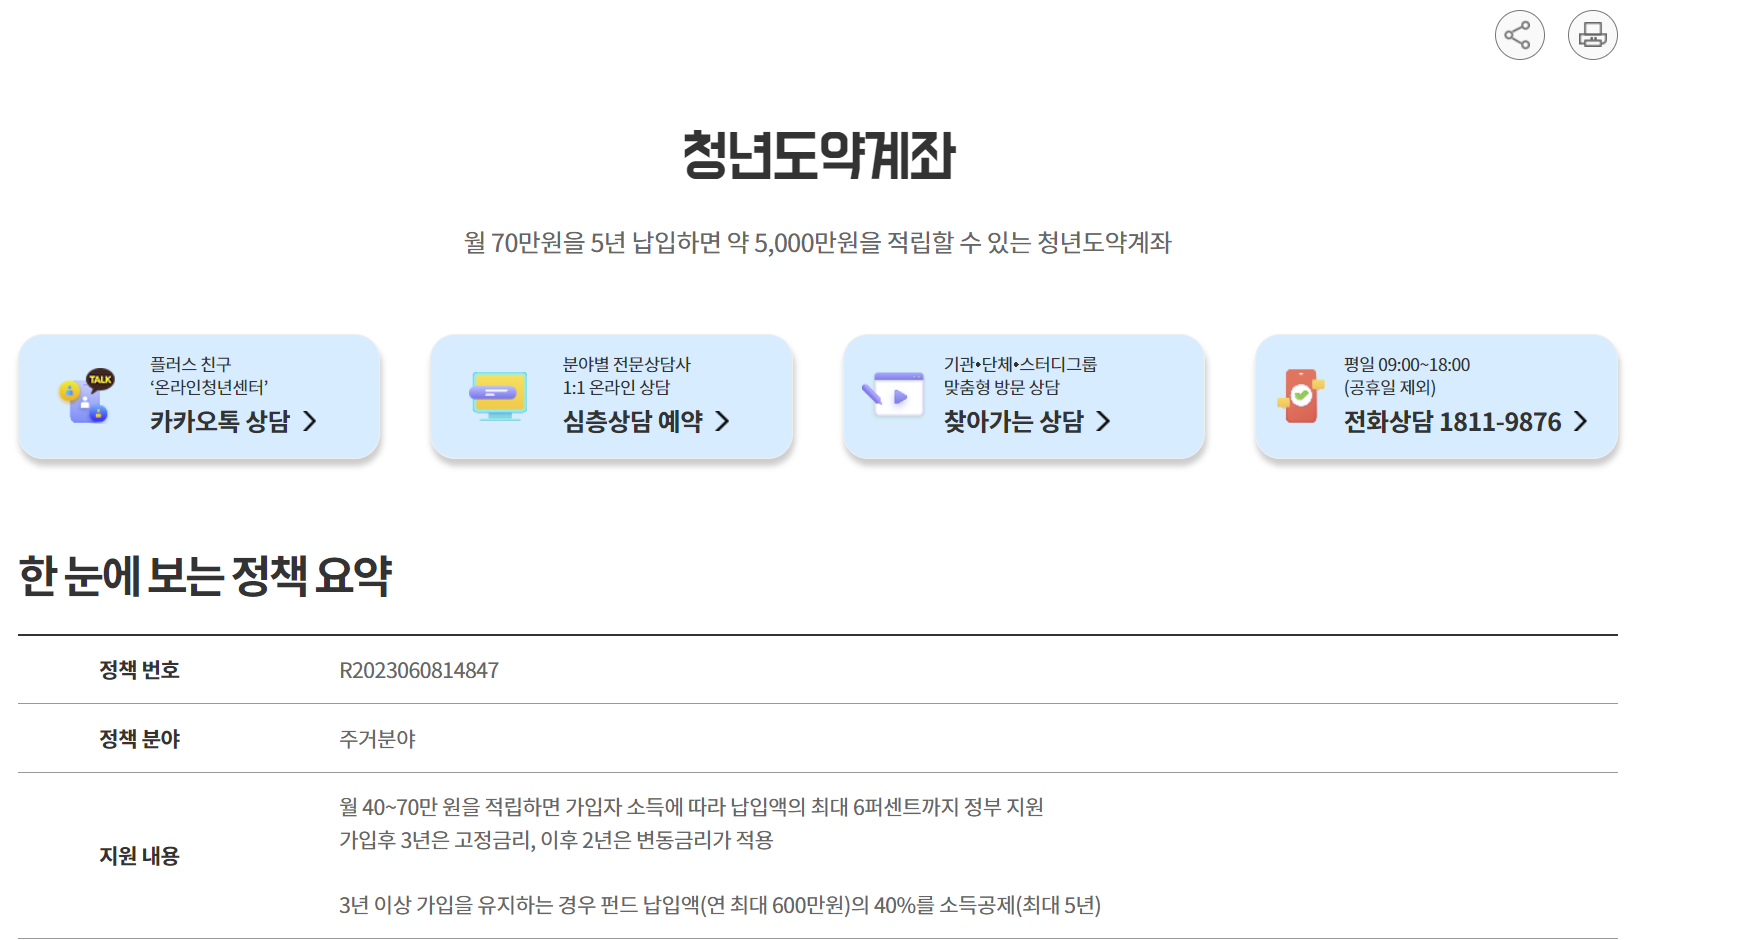 청년도약계좌
월 70만원을 5년 납입하면 약 5,000만원을 적립할 수 있는 청년도약계좌
TALK
플러스 친구
‘온라인청년센터’
카카오톡 상담
분야별 전문상담사
1:1 온라인 상담
심층상담 예약
기관•단체•스터디그룹
맞춤형 방문 상담
찾아가는 상담
평일 09:00~18:00
(공휴일 제외)
전화상담 1811-9876
한 눈에 보는 정책 요약
정책 번호 R2023060814847
정책 분야 주거분야
지원 내용
월 40~70만 원을 적립하면 가입자 소득에 따라 납입액의 최대 6퍼센트까지 정부 지원
가입후 3년은 고정금리, 이후 2년은 변동금리가 적용
3년 이상 가입을 유지하는 경우 펀드 납입액(연 최대 600만원)의 40%를 소득공제(최대 5년)